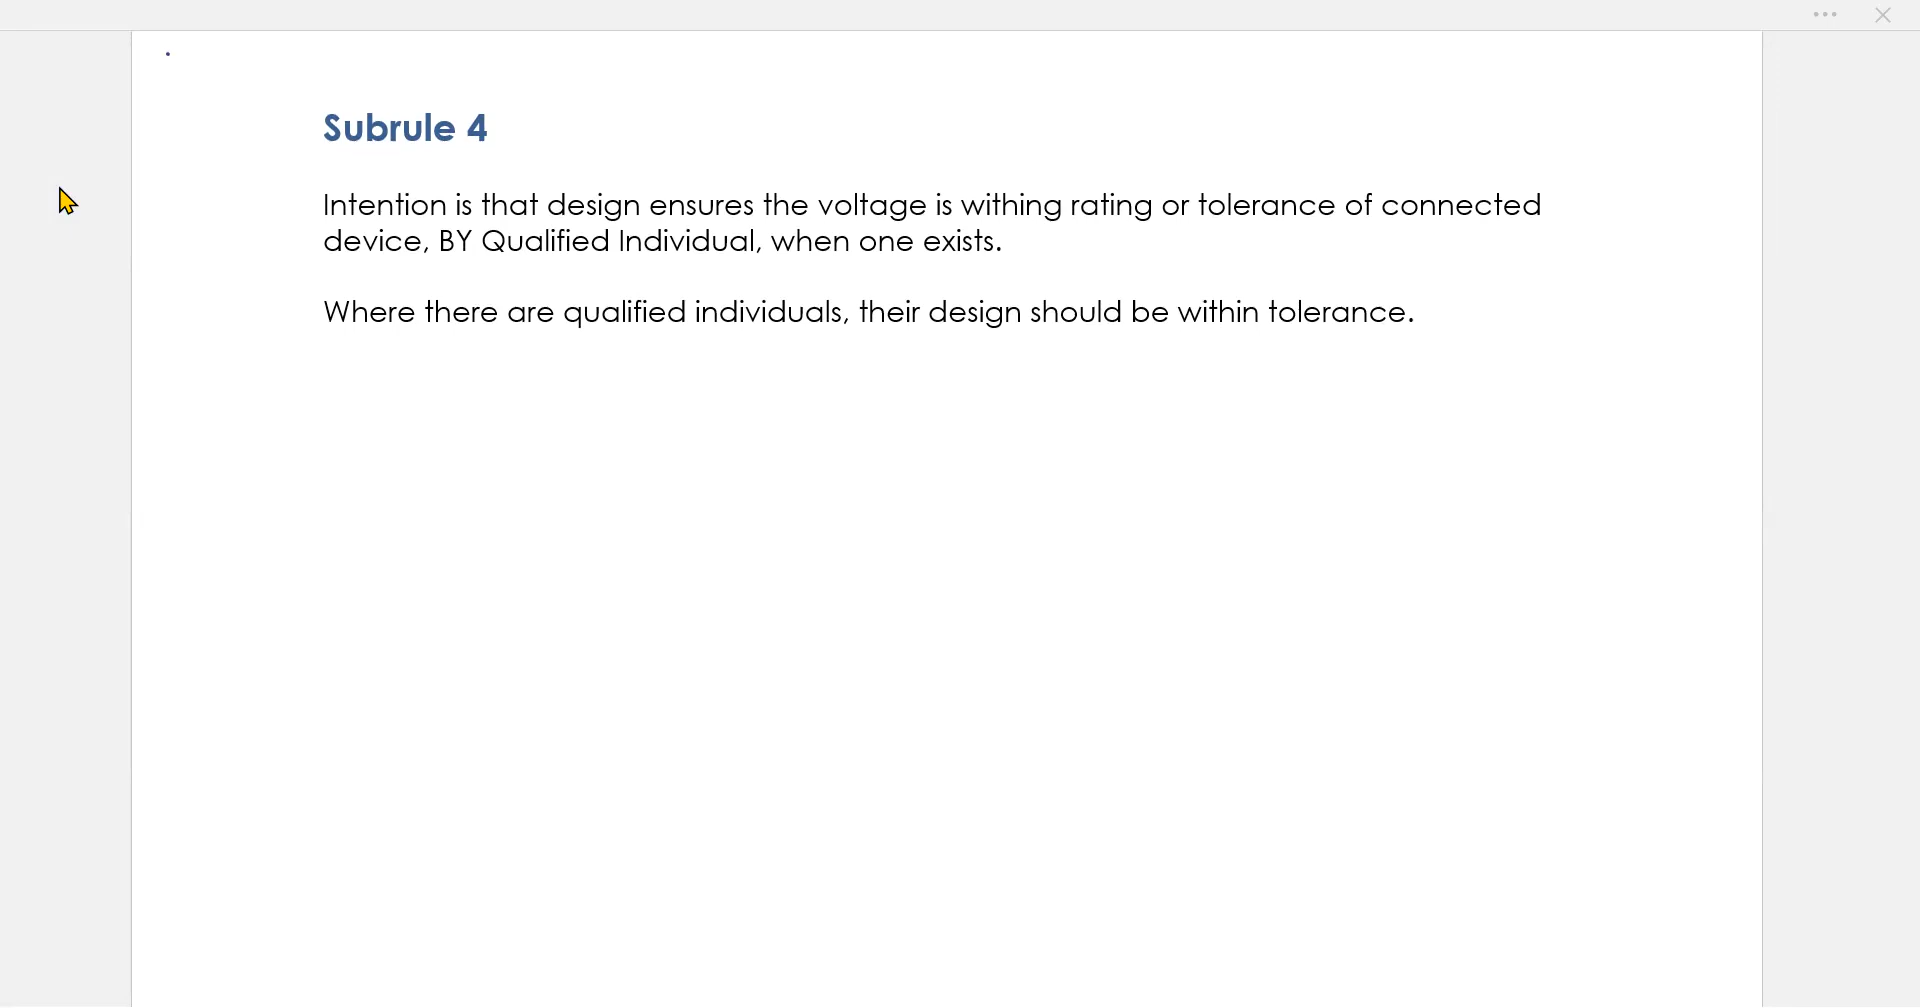 Subrule 4
Intention is that design ensures the voltage is withing rating or tolerance of connected
device, BY Qualified Individual, when one exists.
Where there are qualified individuals, their design should be within tolerance.